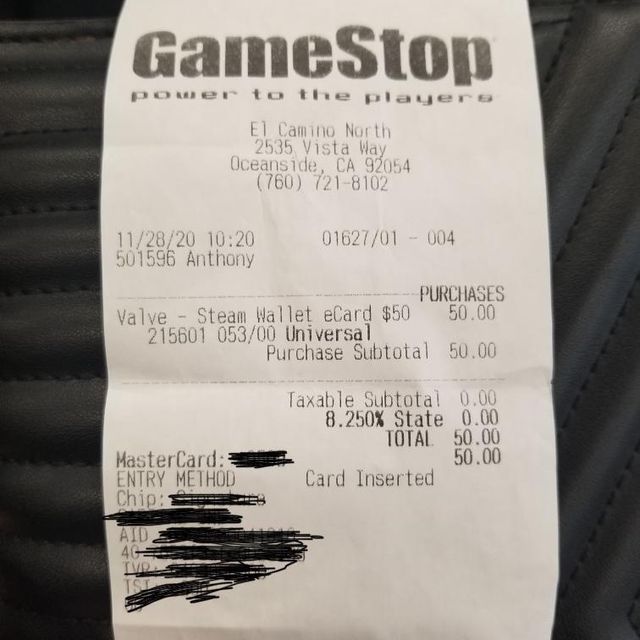 GameStop
power to the players
El Camino North
2535 Vista Way
Oceanside, CA 92054
(760) 721-8102
11/28/20 10:20 01627/01 - 004
501596 Anthony
PURCHASES
Valve - Steam Wallet eCard $50 50.00
215601 053/00 Universal
Purchase Subtotal 50.00
Taxable Subtotal 0.00
8.250% State 0.00
TOTAL 50.00
MasterCard: 50.00
ENTRY METHOD Card Inserted
Chip:
AID
40
TVR
TSI